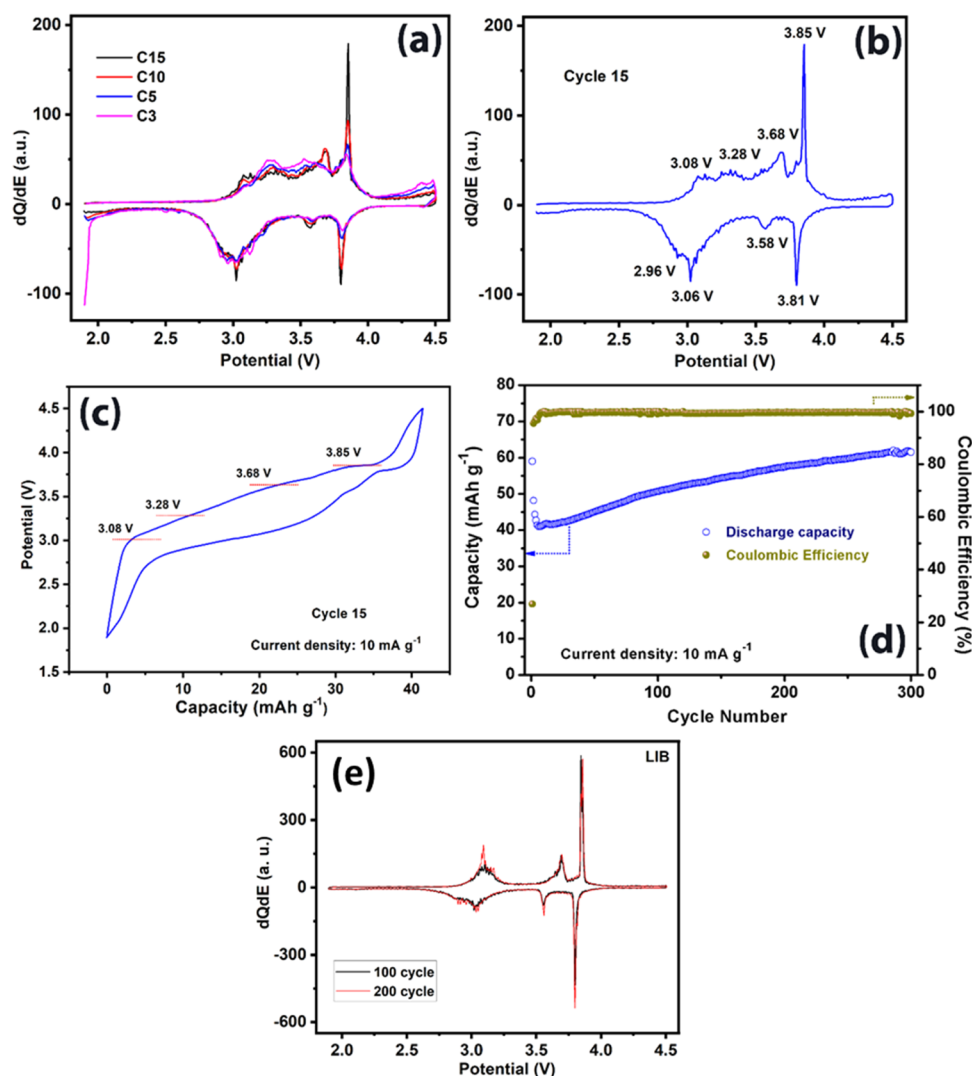 (a)
C15
C10
C5
C3
200
100
0
-100
dQ/dE (a.u.)
2.0 2.5 3.0 3.5 4.0 4.5
Potential (V)
(b)
Cycle 15
3.85 V
3.68 V
3.28 V
3.08 V
3.58 V
2.96 V
3.06 V
3.81 V
200
100
0
-100
dQ/dE (a.u.)
2.0 2.5 3.0 3.5 4.0 4.5
Potential (V)
(c)
4.5
4.0
3.5
3.0
2.5
2.0
1.5
Potential (V)
3.85 V
3.68 V
3.28 V
3.08 V
Cycle 15
Current density: 10 mA g⁻¹
0 10 20 30 40
Capacity (mAh g⁻¹)
80
70
60
50
40
30
20
10
0
Capacity (mAh g⁻¹)
100
80
60
40
20
0
Coulombic Efficiency (%)
Discharge capacity
Coulombic Efficiency
(d)
Current density: 10 mA g⁻¹
0 100 200 300
Cycle Number
(e)
LIB
600
300
0
-300
-600
dQdE (a. u.)
100 cycle
200 cycle
2.0 2.5 3.0 3.5 4.0 4.5
Potential (V)